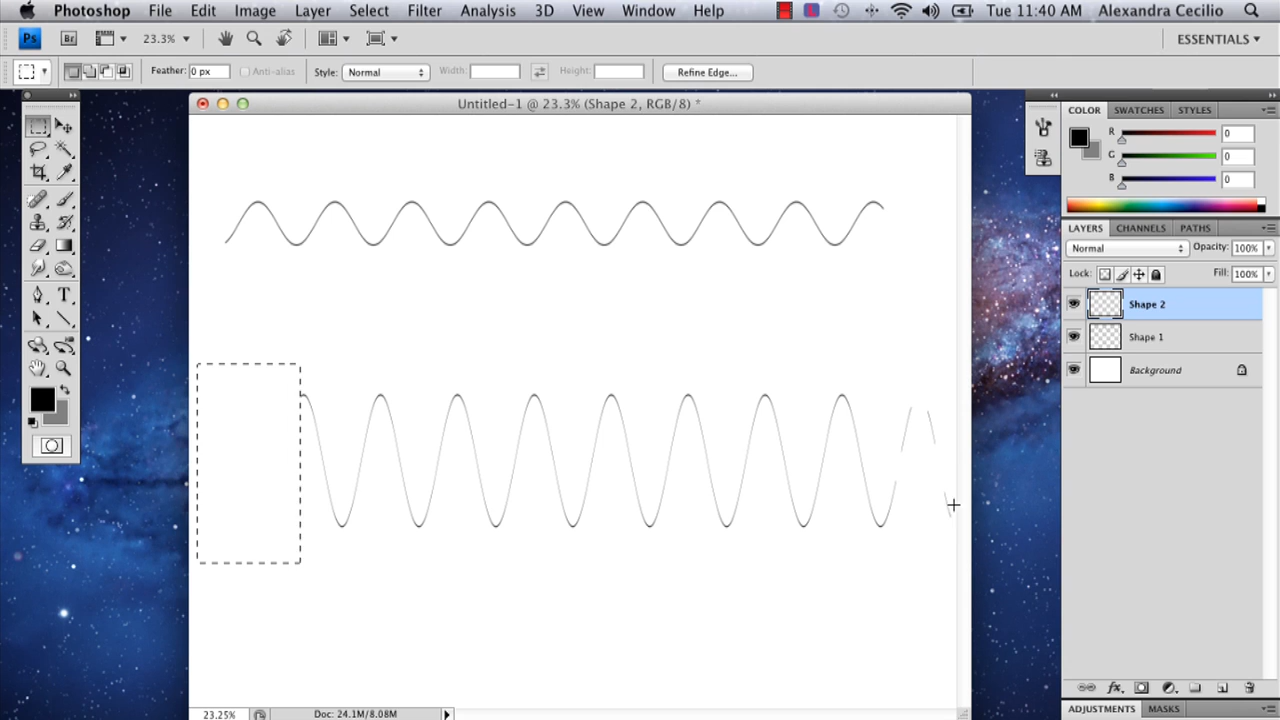 Photoshop File Edit Image Layer Select Filter Analysis 3D View Window Help Tue 11:40 AM Alexandra Cecilio
Ps Br 23.3% ESSENTIALS
Feather: 0 px Anti-alias Style: Normal Width: Height: Refine Edge...
Untitled-1 @ 23.3% (Shape 2, RGB/8) *
COLOR SWATCHES STYLES
R 0
G 0
B 0
LAYERS CHANNELS PATHS
Normal Opacity: 100%
Lock: Fill: 100%
Shape 2
Shape 1
Background
T
fx
23.25% Doc: 24.1M/8.08M
ADJUSTMENTS MASKS